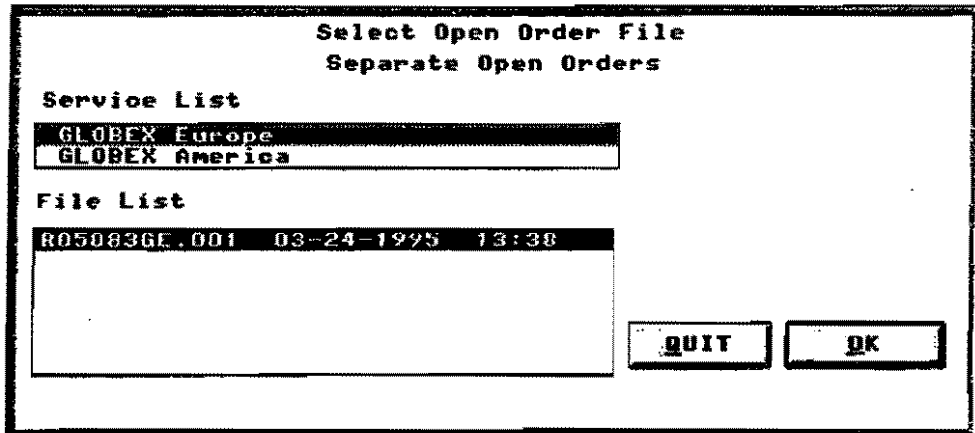 Select Open Order File
Separate Open Orders
Service List
GLOBEX Europe
GLOBEX America
File List
R05083GE.001 03-24-1995 13:38
QUIT OK